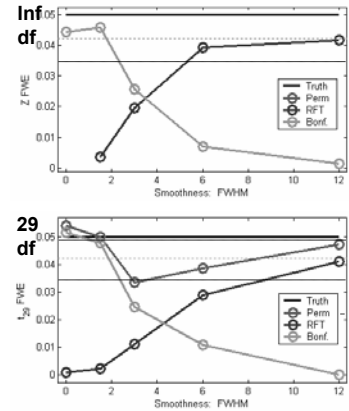 Inf
df
0.05
0.04
0.03
0.02
0.01
0
Z FWE
Truth
Perm
RFT
Bonf.
0 2 4 6 8 10 12
Smoothness: FWHM
29
df
0.05
0.04
0.03
0.02
0.01
0
t29 FWE
Truth
Perm
RFT
Bonf.
0 2 4 6 8 10 12
Smoothness: FWHM